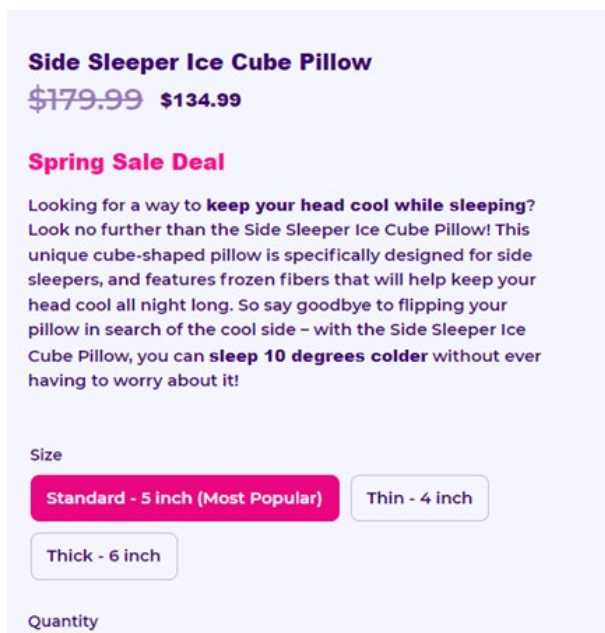 Side Sleeper Ice Cube Pillow
$179.99 $134.99
Spring Sale Deal
Looking for a way to keep your head cool while sleeping?
Look no further than the Side Sleeper Ice Cube Pillow! This
unique cube-shaped pillow is specifically designed for side
sleepers, and features frozen fibers that will help keep your
head cool all night long. So say goodbye to flipping your
pillow in search of the cool side – with the Side Sleeper Ice
Cube Pillow, you can sleep 10 degrees colder without ever
having to worry about it!
Size
Standard - 5 inch (Most Popular) Thin - 4 inch
Thick - 6 inch
Quantity